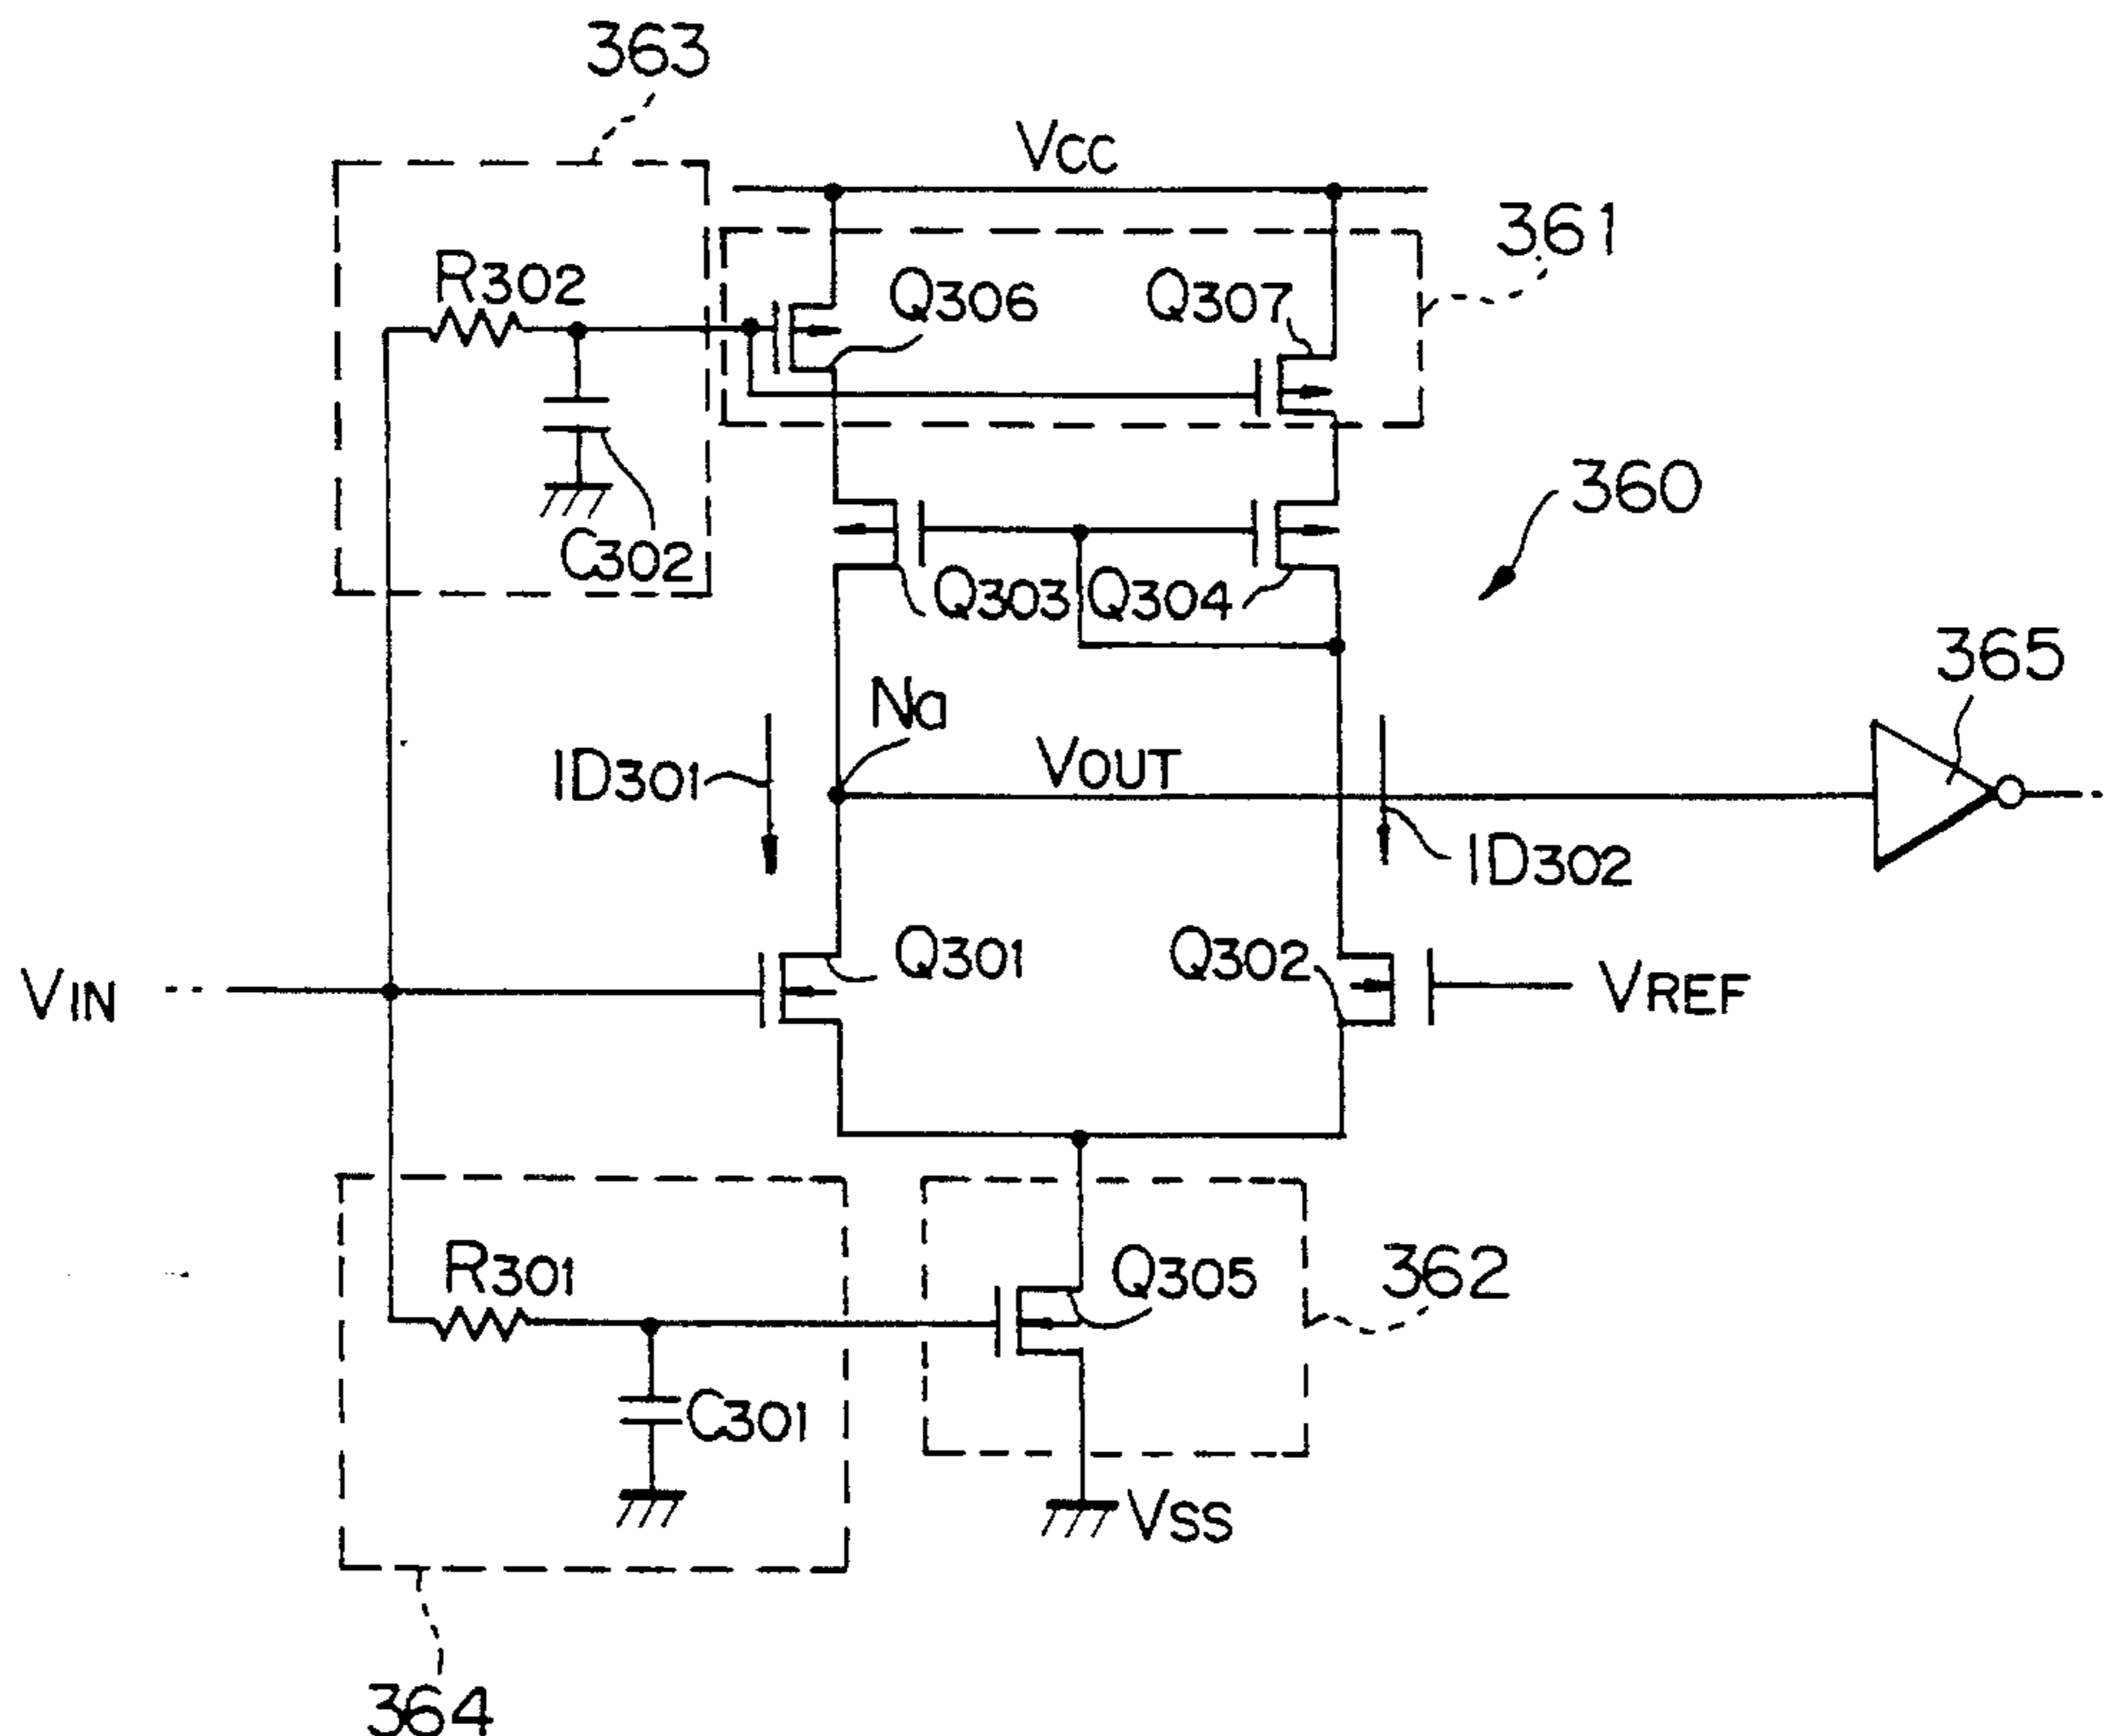 363
VCC
361
R302
Q306
Q307
C302
Q303
Q304
360
365
Na
ID301
VOUT
ID302
Q301
Q302
VIN
VREF
R301
Q305
362
C301
VSS
364